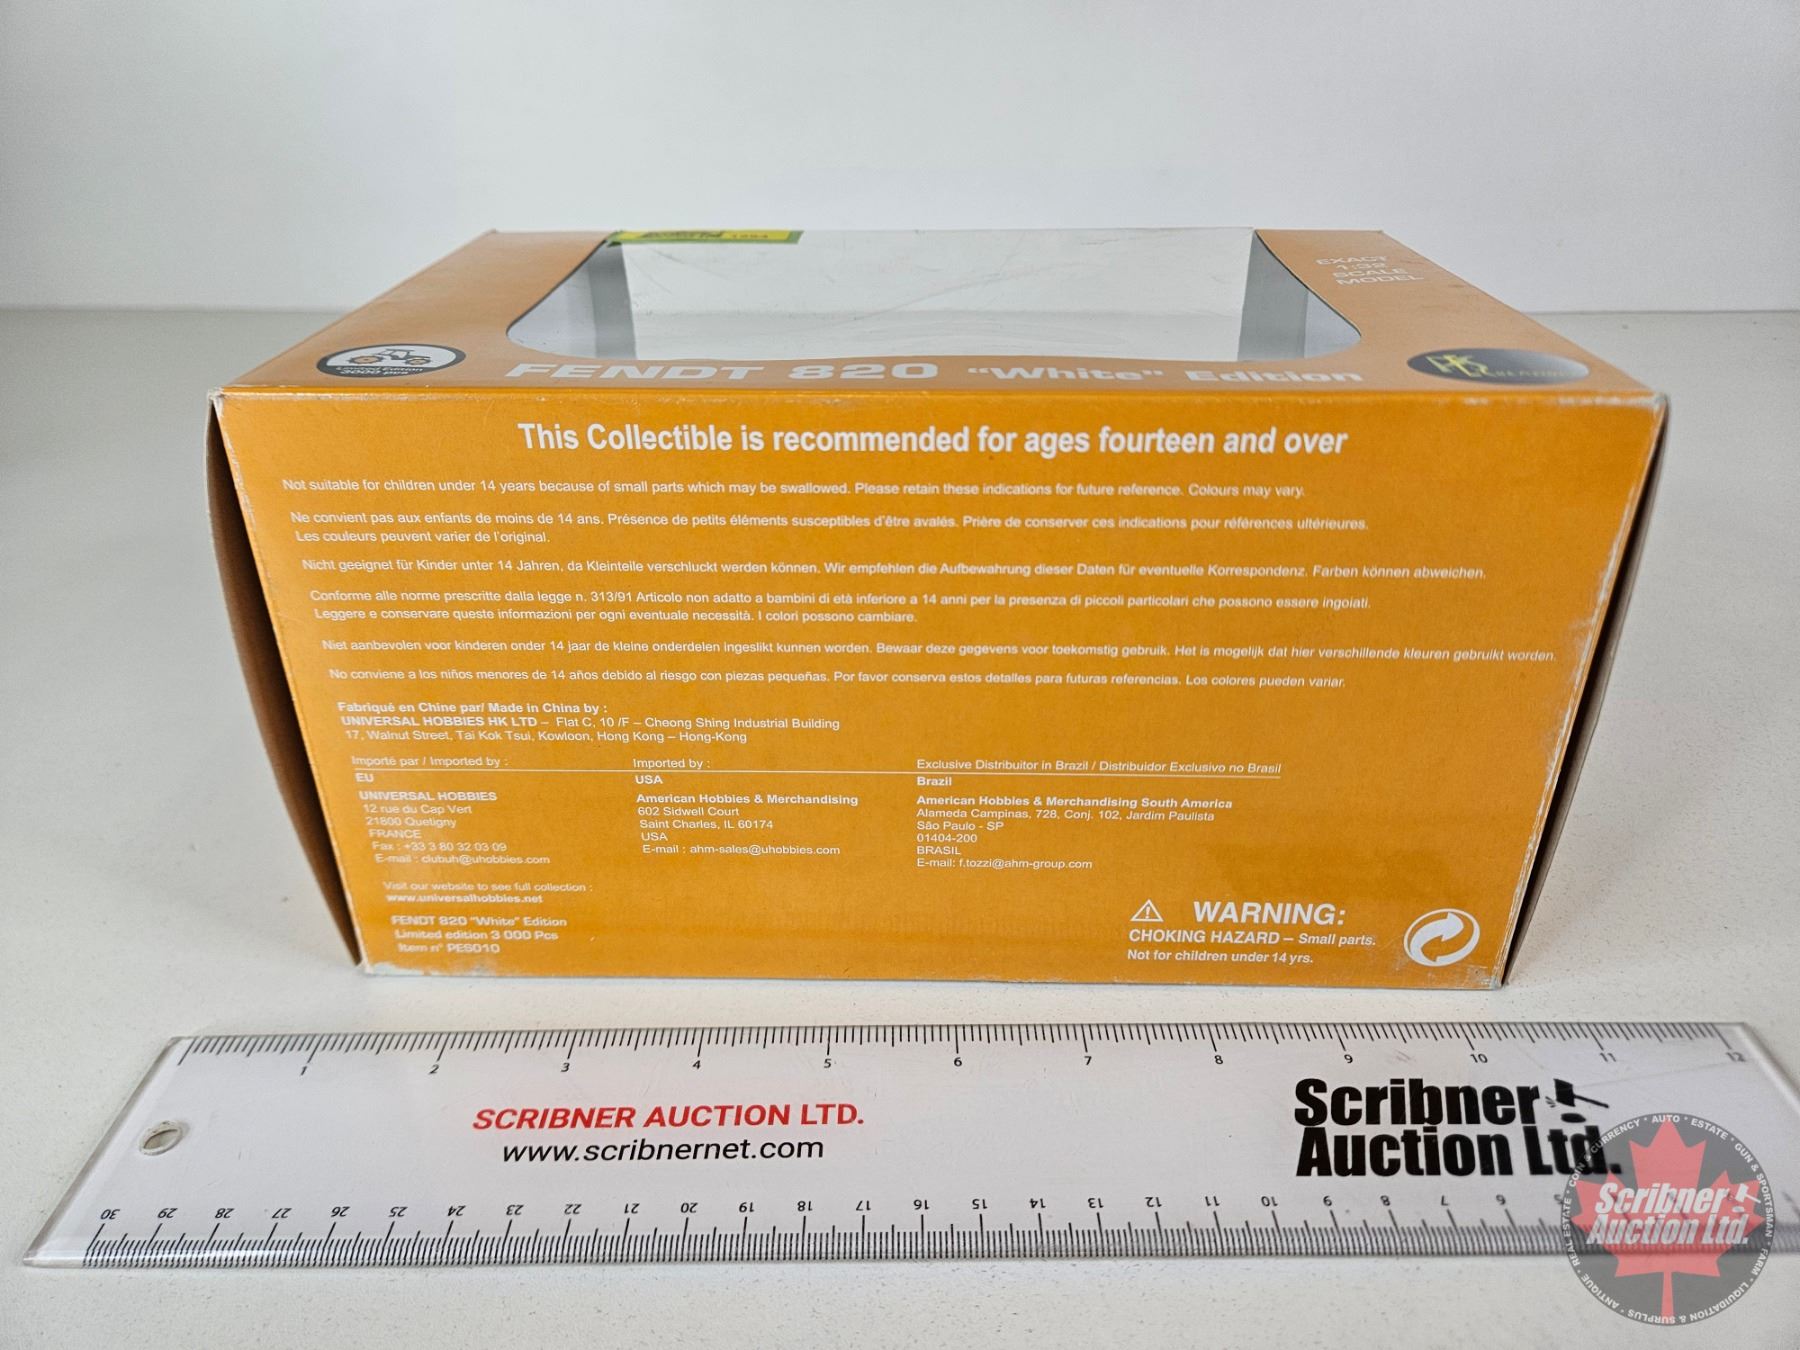 EXACT
1:32
SCALE
MODEL
Limited Edition
3000 pcs
FENDT 820 "White" Edition
This Collectible is recommended for ages fourteen and over
Not suitable for children under 14 years because of small parts which may be swallowed. Please retain these indications for future reference. Colours may vary.
Ne convient pas aux enfants de moins de 14 ans. Présence de petits éléments susceptibles d'être avalés. Prière de conserver ces indications pour références ultérieures.
Les couleurs peuvent varier de l'original.
Nicht geeignet für Kinder unter 14 Jahren, da Kleinteile verschluckt werden können. Wir empfehlen die Aufbewahrung dieser Daten für eventuelle Korrespondenz. Farben können abweichen.
Conforme alle norme prescritte dalla legge n. 313/91 Articolo non adatto a bambini di età inferiore a 14 anni per la presenza di piccoli particolari che possono essere ingoiati.
Leggere e conservare queste informazioni per ogni eventuale necessità. I colori possono cambiare.
Niet aanbevolen voor kinderen onder 14 jaar de kleine onderdelen ingeslikt kunnen worden. Bewaar deze gegevens voor toekomstig gebruik. Het is mogelijk dat hier verschillende kleuren gebruikt worden.
No conviene a los niños menores de 14 años debido al riesgo con piezas pequeñas. Por favor conserva estos detalles para futuras referencias. Los colores pueden variar.
Fabriqué en Chine par/ Made in China by :
UNIVERSAL HOBBIES HK LTD – Flat C, 10 /F – Cheong Shing Industrial Building
17, Walnut Street, Tai Kok Tsui, Kowloon, Hong Kong – Hong-Kong
Importé par / Imported by :
EU
UNIVERSAL HOBBIES
12 rue du Cap Vert
21800 Quetigny
FRANCE
Fax : +33 3 80 32 03 09
E-mail : clubuh@uhobbies.com
Imported by :
USA
American Hobbies & Merchandising
602 Sidwell Court
Saint Charles, IL 60174
USA
E-mail : ahm-sales@uhobbies.com
Exclusive Distributor in Brazil / Distribuidor Exclusivo no Brasil
Brazil
American Hobbies & Merchandising South America
Alameda Campinas, 728, Conj. 102, Jardim Paulista
São Paulo - SP
01404-200
BRASIL
E-mail: f.tozzi@ahm-group.com
Visit our website to see full collection :
www.universalhobbies.net
FENDT 820 "White" Edition
Limited edition 3 000 Pcs
Item n° PES010
WARNING:
CHOKING HAZARD – Small parts.
Not for children under 14 yrs.
1 2 3 4 5 6 7 8 9 10 11 12
SCRIBNER AUCTION LTD.
www.scribnernet.com
Scribner
Auction Ltd.
30 29 28 27 26 25 24 23 22 21 20 19 18 17 16 15 14 13 12 11 10 9 8 7 6
COIN & CURRENCY • AUTO • ESTATE • GUN & SPORTSMAN • FARM • LIQUIDATION & SURPLUS • ANTIQUE • REAL ESTATE
Scribner
Auction Ltd.